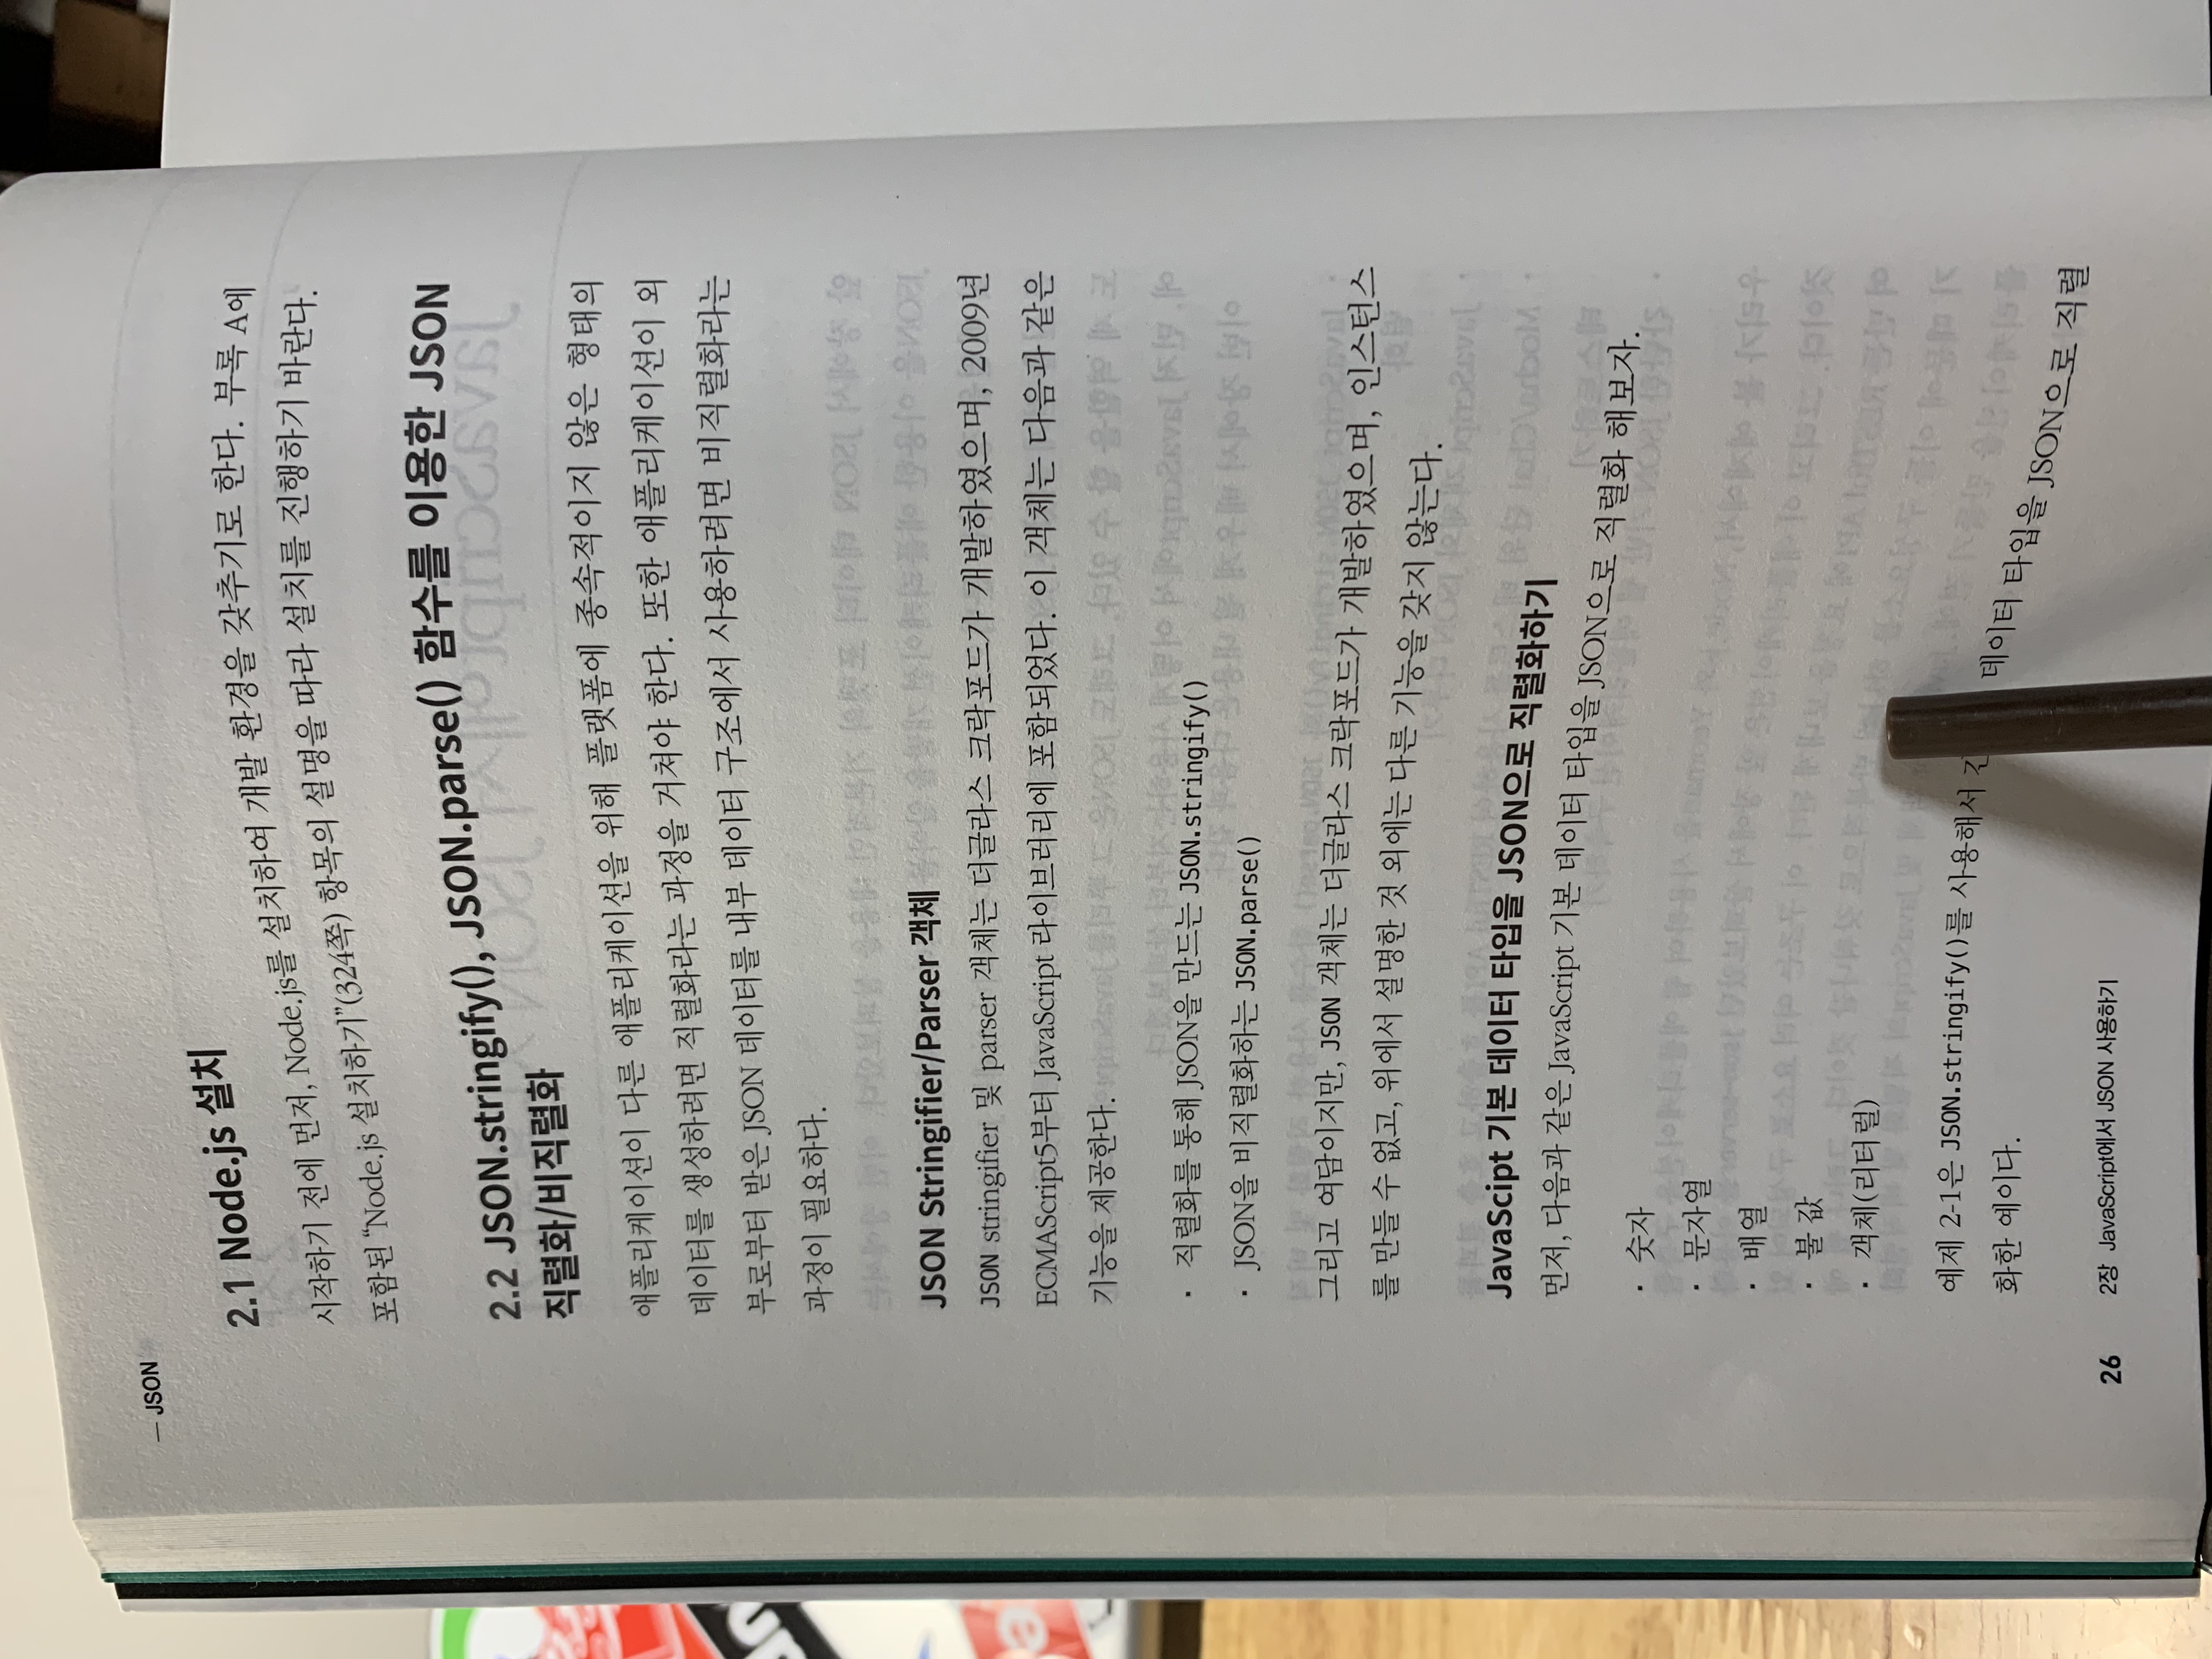 — JSON
2.1 Node.js 설치
시작하기 전에 먼저, Node.js를 설치하여 개발 환경을 갖추기로 한다. 부록 A에
포함된 “Node.js 설치하기”(324쪽) 항목의 설명을 따라 설치를 진행하기 바란다.
2.2 JSON.stringify(), JSON.parse() 함수를 이용한 JSON
직렬화/비직렬화
애플리케이션이 다른 애플리케이션을 위해 플랫폼에 종속적이지 않은 형태의
데이터를 생성하려면 직렬화라는 과정을 거쳐야 한다. 또한 애플리케이션이 외
부로부터 받은 JSON 데이터를 내부 데이터 구조에서 사용하려면 비직렬화라는
과정이 필요하다.
JSON Stringifier/Parser 객체
JSON stringifier 및 parser 객체는 더글라스 크락포드가 개발하였으며, 2009년
ECMAScript5부터 JavaScript 라이브러리에 포함되었다. 이 객체는 다음과 같은
기능을 제공한다.
· 직렬화를 통해 JSON을 만드는 JSON.stringify()
· JSON을 비직렬화하는 JSON.parse()
그리고 여담이지만, JSON 객체는 더글라스 크락포드가 개발하였으며, 인스턴스
를 만들 수 없고, 위에서 설명한 것 외에는 다른 기능을 갖지 않는다.
JavaScipt 기본 데이터 타입을 JSON으로 직렬화하기
먼저, 다음과 같은 JavaScript 기본 데이터 타입을 JSON으로 직렬화 해보자.
· 숫자
· 문자열
· 배열
· 불 값
· 객체(리터럴)
예제 2-1은 JSON.stringify()를 사용해서 데이터 타입을 JSON으로 직렬
화한 예이다.
26 2장 JavaScript에서 JSON 사용하기